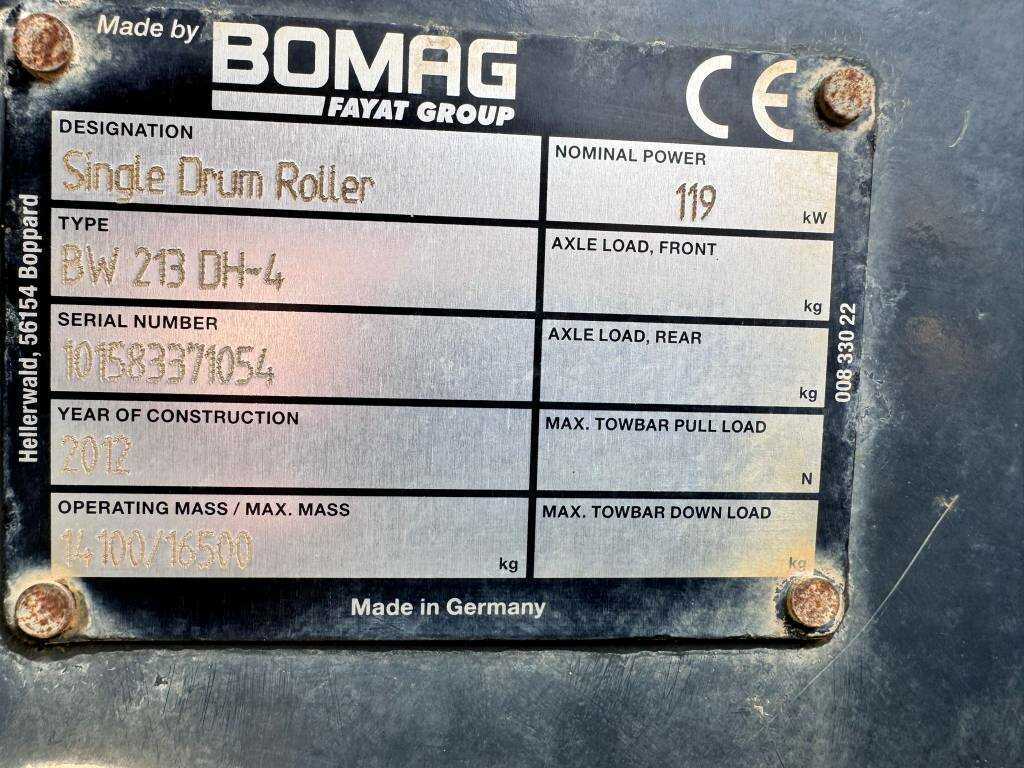 Made by BOMAG
FAYAT GROUP
CE
DESIGNATION
Single Drum Roller
TYPE
BW 213 DH-4
SERIAL NUMBER
101583371054
YEAR OF CONSTRUCTION
2012
OPERATING MASS / MAX. MASS
14100/16500 kg
NOMINAL POWER
119 kW
AXLE LOAD, FRONT
kg
AXLE LOAD, REAR
kg
MAX. TOWBAR PULL LOAD
N
MAX. TOWBAR DOWN LOAD
kg
Made in Germany
Hellerwald, 56154 Boppard
008 330 22